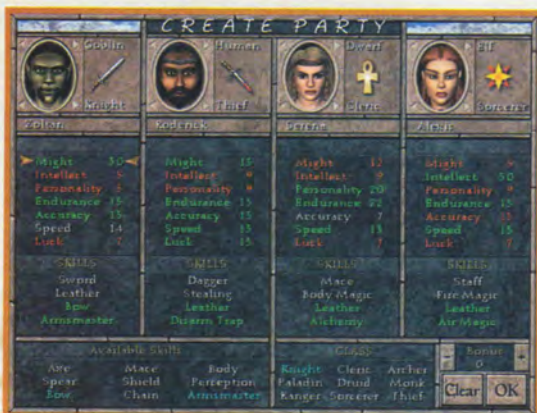 CREATE PARTY
Goblin
Knight
Zoltan
Human
Thief
Roderick
Dwarf
Cleric
Serena
Elf
Sorcerer
Alexis
Might 30
Intellect 5
Personality
Endurance 15
Accuracy 15
Speed 14
Luck 7
Might 15
Intellect 9
Personality 9
Endurance 15
Accuracy 15
Speed 13
Luck 15
Might 12
Intellect 9
Personality 20
Endurance 22
Accuracy 7
Speed 13
Luck 7
Might
Intellect 30
Personality 9
Endurance 15
Accuracy 15
Speed 15
Luck 7
SKILLS
Sword
Leather
Bow
Armsmaster
SKILLS
Dagger
Stealing
Leather
Disarm Trap
SKILLS
Mace
Body Magic
Leather
Alchemy
SKILLS
Staff
Fire Magic
Leather
Air Magic
Available Skills
Axe Mace Body
Spear Shield Perception
Bow Chain Armsmaster
CLASS
Knight Cleric Archer
Paladin Druid Monk
Ranger Sorcerer Thief
Bonus
0
- +
Clear OK